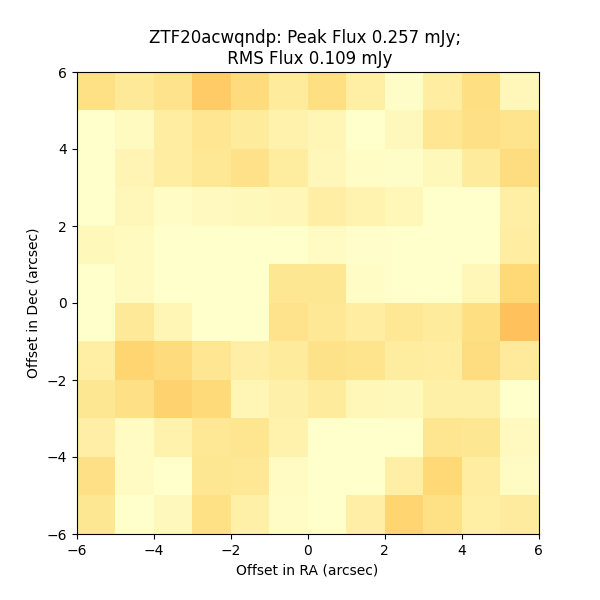 ZTF20acwqndp: Peak Flux 0.257 mJy;
RMS Flux 0.109 mJy
6
4
2
0
−2
−4
−6
Offset in Dec (arcsec)
−6 −4 −2 0 2 4 6
Offset in RA (arcsec)